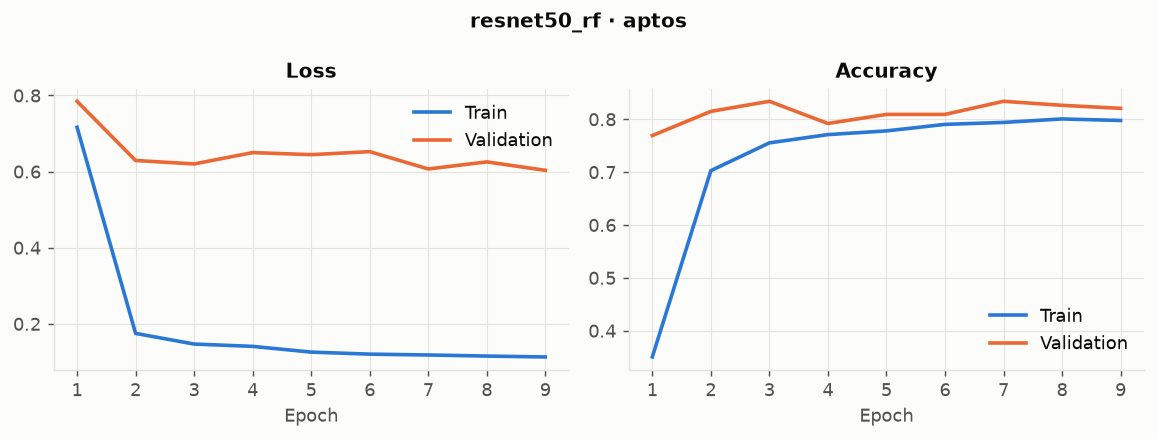 resnet50_rf · aptos
Loss
0.8
0.6
0.4
0.2
Train
Validation
1 2 3 4 5 6 7 8 9
Epoch
Accuracy
0.8
0.7
0.6
0.5
0.4
Train
Validation
1 2 3 4 5 6 7 8 9
Epoch